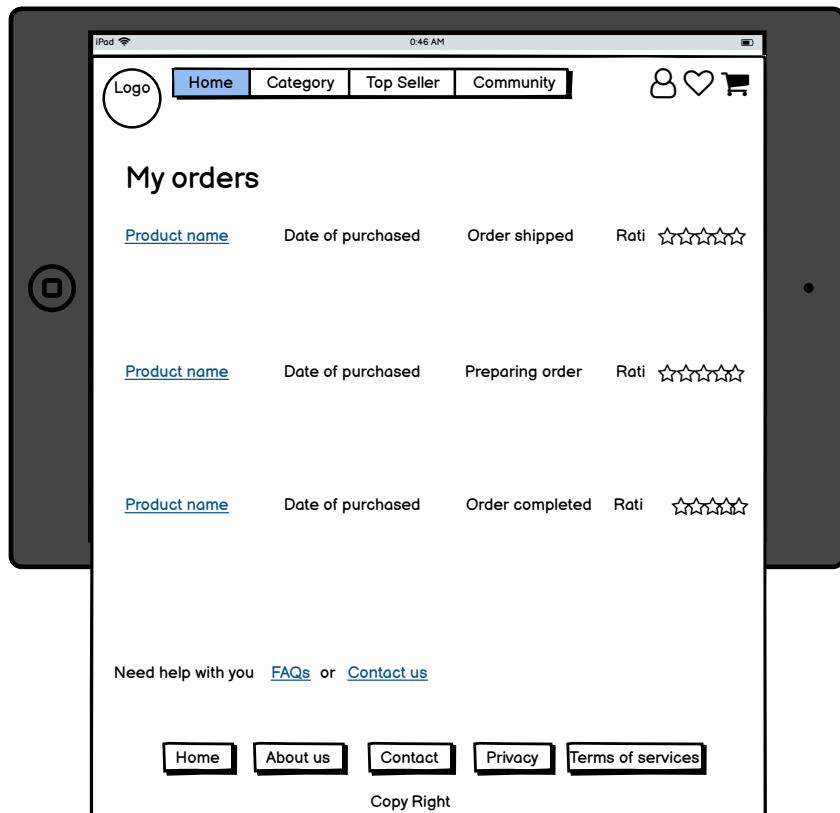 iPad 0:46 AM
Logo Home Category Top Seller Community
My orders
Product name Date of purchased Order shipped Rati
Product name Date of purchased Preparing order Rati
Product name Date of purchased Order completed Rati
Need help with you FAQs or Contact us
Home About us Contact Privacy Terms of services
Copy Right